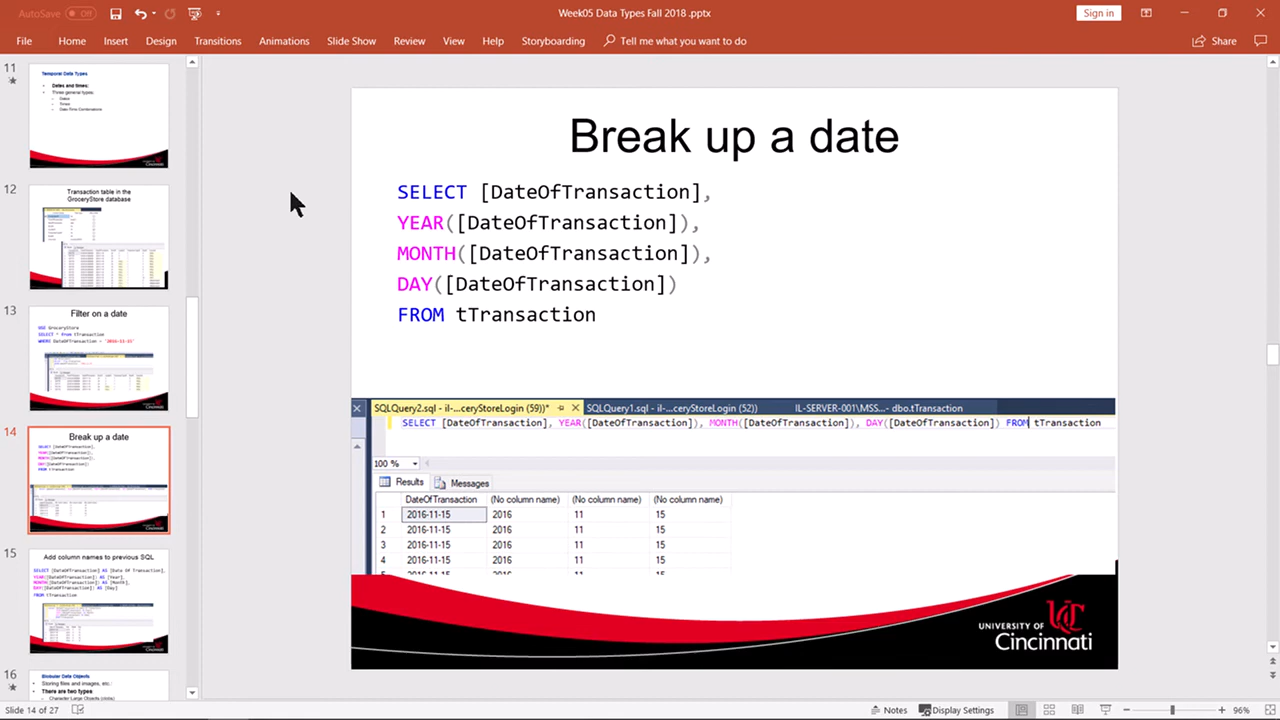 AutoSave Off
Week05 Data Types Fall 2018 .pptx
Sign in
File Home Insert Design Transitions Animations Slide Show Review View Help Storyboarding Tell me what you want to do Share
11
Temporal Data Types
Dates and times:
Three general types:
Dates
Times
Date-Time Combinations
12
Transaction table in the
GroceryStore database
13
Filter on a date
USE GroceryStore
SELECT * from tTransaction
WHERE DateOfTransaction = '2016-11-15'
14
Break up a date
SELECT [DateOfTransaction],
YEAR([DateOfTransaction]),
MONTH([DateOfTransaction]),
DAY([DateOfTransaction])
FROM tTransaction
15
Add column names to previous SQL
SELECT [DateOfTransaction] AS [Date Of Transaction],
YEAR([DateOfTransaction]) AS [Year],
MONTH([DateOfTransaction]) AS [Month],
DAY([DateOfTransaction]) AS [Day]
FROM tTransaction
16
Storing files and images, etc.
There are two types
Break up a date
SELECT [DateOfTransaction],
YEAR([DateOfTransaction]),
MONTH([DateOfTransaction]),
DAY([DateOfTransaction])
FROM tTransaction
SQLQuery2.sql - il-...ceryStoreLogin (59))* SQLQuery1.sql - il-...ceryStoreLogin (52)) IL-SERVER-001\MSS...- dbo.tTransaction
SELECT [DateOfTransaction], YEAR([DateOfTransaction]), MONTH([DateOfTransaction]), DAY([DateOfTransaction]) FROM tTransaction
100 %
Results Messages
DateOfTransaction (No column name) (No column name) (No column name)
1 2016-11-15 2016 11 15
2 2016-11-15 2016 11 15
3 2016-11-15 2016 11 15
4 2016-11-15 2016 11 15
UNIVERSITY OF
Cincinnati
Slide 14 of 27
Notes Display Settings 96%